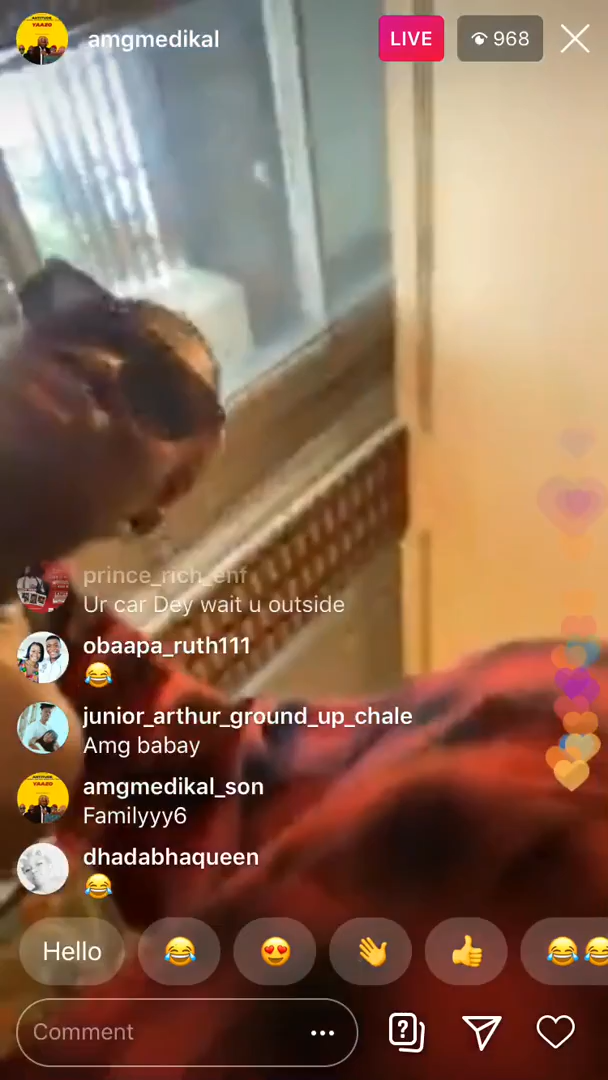 amgmedikal
LIVE
968
prince_rich_enf
Ur car Dey wait u outside
obaapa_ruth111
😂
junior_arthur_ground_up_chale
Amg babay
amgmedikal_son
Familyyy6
dhadabhaqueen
😂
Hello 😂 😍 👋 👍 😂😂
Comment